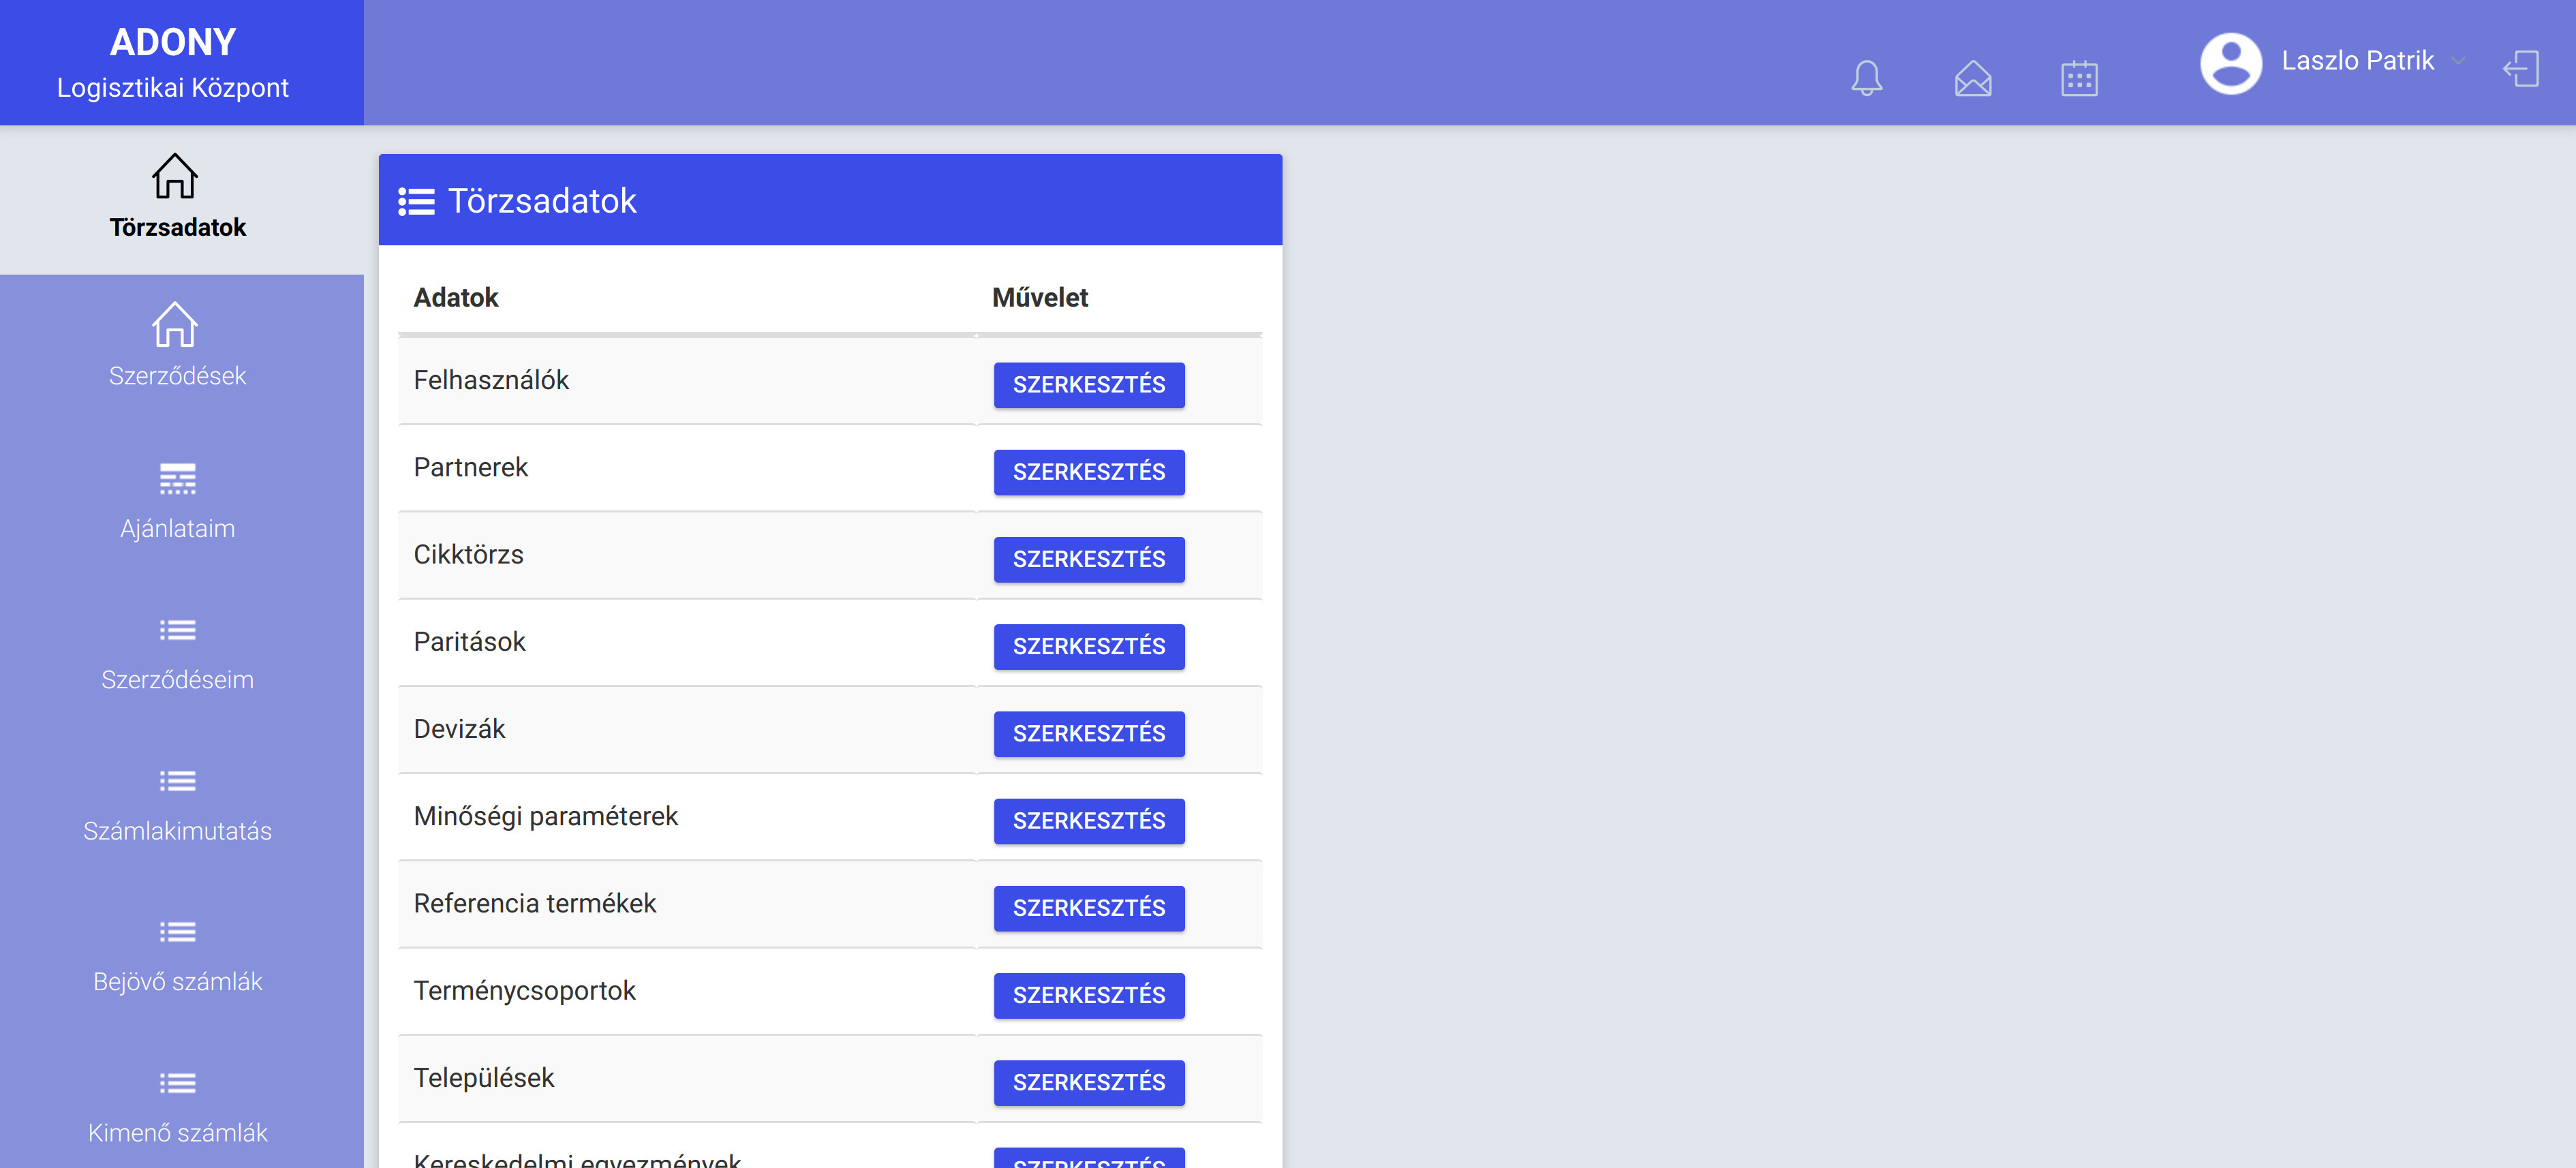 ADONY
Logisztikai Központ
Laszlo Patrik
Törzsadatok
Szerződések
Ajánlataim
Szerződéseim
Számlakimutatás
Bejövő számlák
Kimenő számlák
Törzsadatok
Adatok Művelet
Felhasználók SZERKESZTÉS
Partnerek SZERKESZTÉS
Cikktörzs SZERKESZTÉS
Paritások SZERKESZTÉS
Devizák SZERKESZTÉS
Minőségi paraméterek SZERKESZTÉS
Referencia termékek SZERKESZTÉS
Terménycsoportok SZERKESZTÉS
Települések SZERKESZTÉS
Kereskedelmi egyezmények SZERKESZTÉS